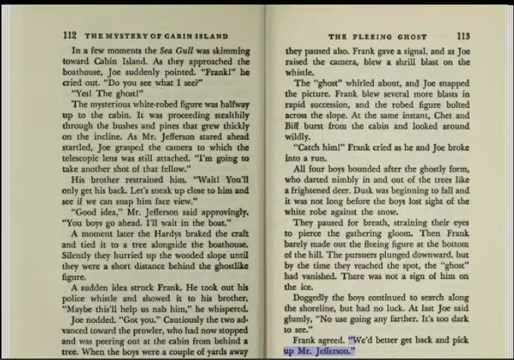 112 THE MYSTERY OF CABIN ISLAND
In a few moments the Sea Gull was skimming
toward Cabin Island. As they approached the
boathouse, Joe suddenly pointed. "Frank!" he
cried out. "Do you see what I see?"
"Yes! The ghost!"
The mysterious white-robed figure was halfway
up to the cabin. It was proceeding stealthily
through the bushes and pines that grew thickly
on the incline. As Mr. Jefferson stared ahead
startled, Joe grasped the camera to which the
telescopic lens was still attached. "I'm going to
take another shot of that fellow."
His brother restrained him. "Wait! You'll
only get his back. Let's sneak up close to him and
see if we can snap him face view."
"Good idea," Mr. Jefferson said approvingly.
"You boys go ahead. I'll wait in the boat."
A moment later the Hardys braked the craft
and tied it to a tree alongside the boathouse.
Silently they hurried up the wooded slope until
they were a short distance behind the ghostlike
figure.
A sudden idea struck Frank. He took out his
police whistle and showed it to his brother.
"Maybe this'll help us nab him," he whispered.
Joe nodded. "Got you." Cautiously the two ad-
vanced toward the prowler, who had now stopped
and was peering out at the cabin from behind a
tree. When the boys were a couple of yards away
THE FLEEING GHOST 113
they paused also. Frank gave a signal, and as Joe
raised the camera, blew a shrill blast on the
whistle.
The "ghost" whirled about, and Joe snapped
the picture. Frank blew several more blasts in
rapid succession, and the robed figure bolted
across the slope. At the same instant, Chet and
Biff burst from the cabin and looked around
wildly.
"Catch him!" Frank cried as he and Joe broke
into a run.
All four boys bounded after the ghostly form,
who darted nimbly in and out of the trees like
a frightened deer. Dusk was beginning to fall and
it was not long before the boys lost sight of the
white robe against the snow.
They paused for breath, straining their eyes
to pierce the gathering gloom. Then Frank
barely made out the fleeing figure at the bottom
of the hill. The pursuers plunged downward, but
by the time they reached the spot, the "ghost"
had vanished. There was not a sign of him on
the ice.
Doggedly the boys continued to search along
the shoreline, but had no luck. At last Joe said
glumly, "No use going any farther. It's too dark
to see."
Frank agreed. "We'd better get back and pick
up Mr. Jefferson."